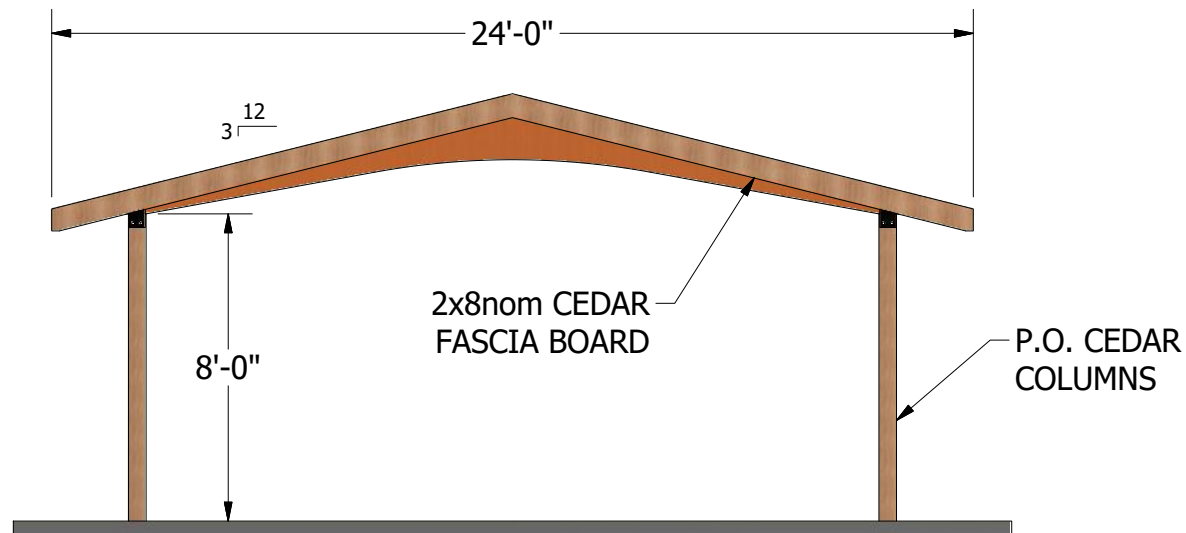 24'-0"
12
3
2x8nom CEDAR
FASCIA BOARD
8'-0"
P.O. CEDAR
COLUMNS